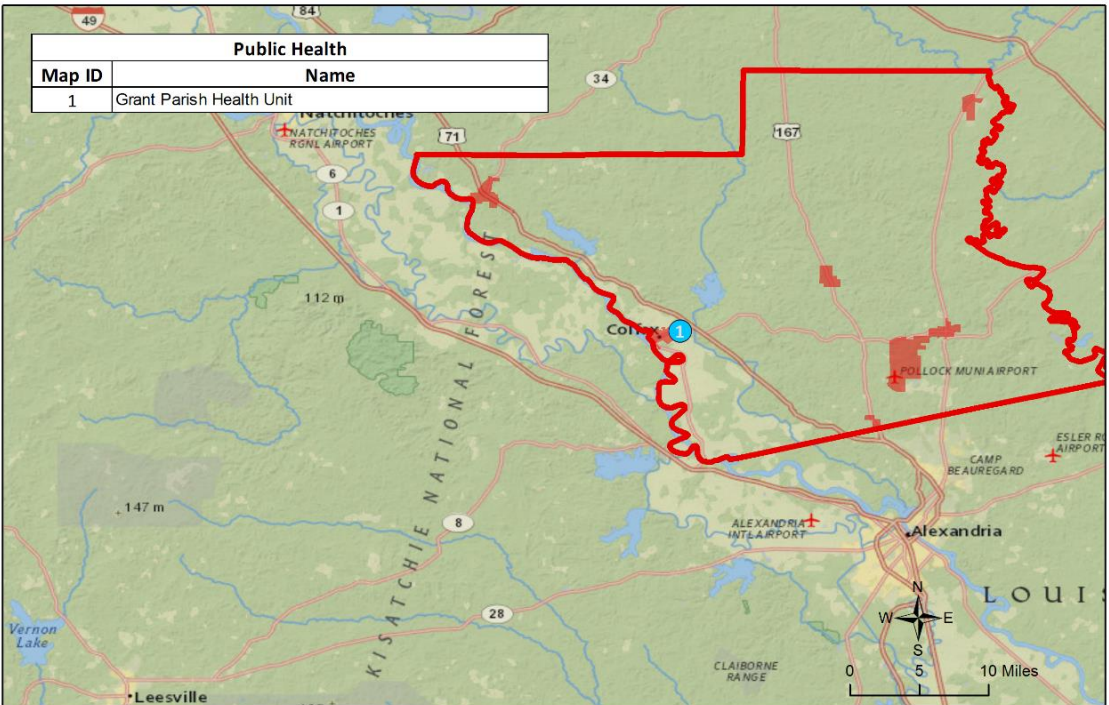 84
49
Public Health
Map ID Name
1 Grant Parish Health Unit
34
Natchitoches
NATCHITOCHES
RGNL AIRPORT
71
167
6
1
112 m
KISATCHIE NATIONAL FOREST
Colfax
1
POLLOCK MUNI AIRPORT
ESLER
AIRPORT
CAMP
BEAUREGARD
147 m
8
ALEXANDRIA
INTL AIRPORT
Alexandria
28
N
W E
S
LOUIS
Vernon
Lake
CLAIBORNE
RANGE
0 5 10 Miles
Leesville